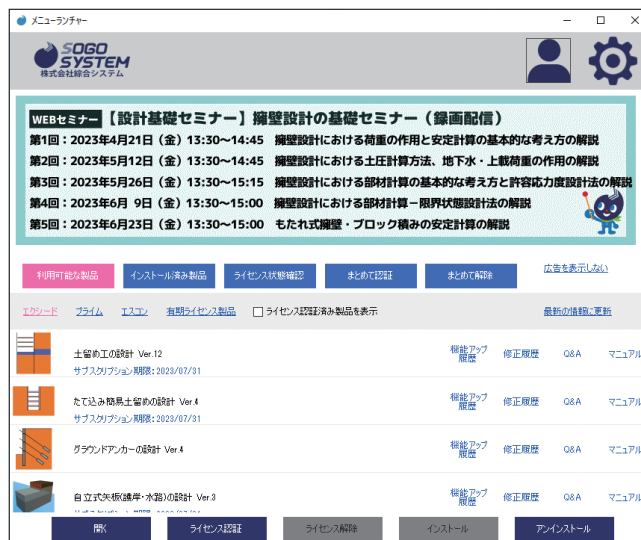 メニューランチャー
SOGO
SYSTEM
株式会社綜合システム
WEBセミナー 【設計基礎セミナー】擁壁設計の基礎セミナー（録画配信）
第1回：2023年4月21日（金）13:30～14:45 擁壁設計における荷重の作用と安定計算の基本的な考え方の解説
第2回：2023年5月12日（金）13:30～14:45 擁壁設計における土圧計算方法、地下水・上載荷重の作用の解説
第3回：2023年5月26日（金）13:30～15:15 擁壁設計における部材計算の基本的な考え方と許容応力度設計法の解説
第4回：2023年6月 9日（金）13:30～15:00 擁壁設計における部材計算－限界状態設計法の解説
第5回：2023年6月23日（金）13:30～15:00 もたれ式擁壁・ブロック積みの安定計算の解説
利用可能な製品 インストール済み製品 ライセンス状態確認 まとめて認証 まとめて解除 広告を表示しない
エクシード プライム エスコン 有期ライセンス製品 ライセンス認証済み製品を表示 最新の情報に更新
土留め工の設計 Ver.12 機能アップ履歴 修正履歴 Q&A マニュアル
サブスクリプション期限：2023/07/31
たて込み簡易土留めの設計 Ver.4 機能アップ履歴 修正履歴 Q&A マニュアル
サブスクリプション期限：2023/07/31
グラウンドアンカーの設計 Ver.4 機能アップ履歴 修正履歴 Q&A マニュアル
自立式矢板(護岸・水路)の設計 Ver.3 機能アップ履歴 修正履歴 Q&A マニュアル
開く ライセンス認証 ライセンス解除 インストール アンインストール